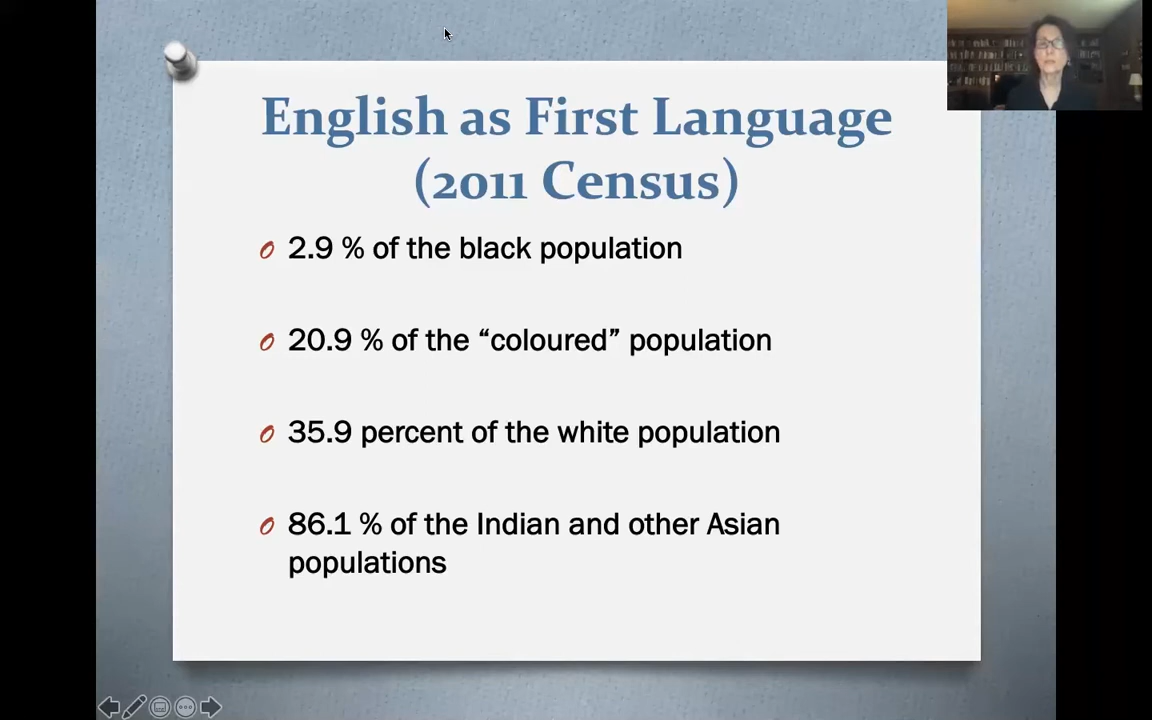 English as First Language
(2011 Census)
2.9 % of the black population
20.9 % of the “coloured” population
35.9 percent of the white population
86.1 % of the Indian and other Asian
populations